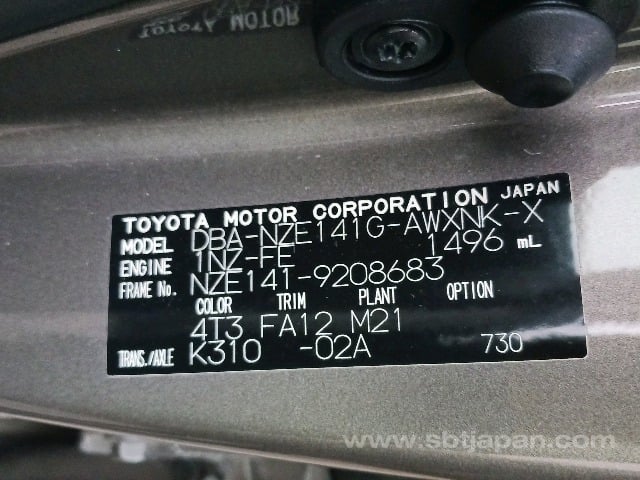 TOYOTA MOTOR CORPORATION JAPAN
MODEL DBA-NZE141G-AWXNK-X
ENGINE 1NZ-FE 1496 mL
FRAME No. NZE141-9208683
COLOR TRIM PLANT OPTION
4T3 FA12 M21
TRANS./AXLE K310 -02A 730
www.sbtjapan.com